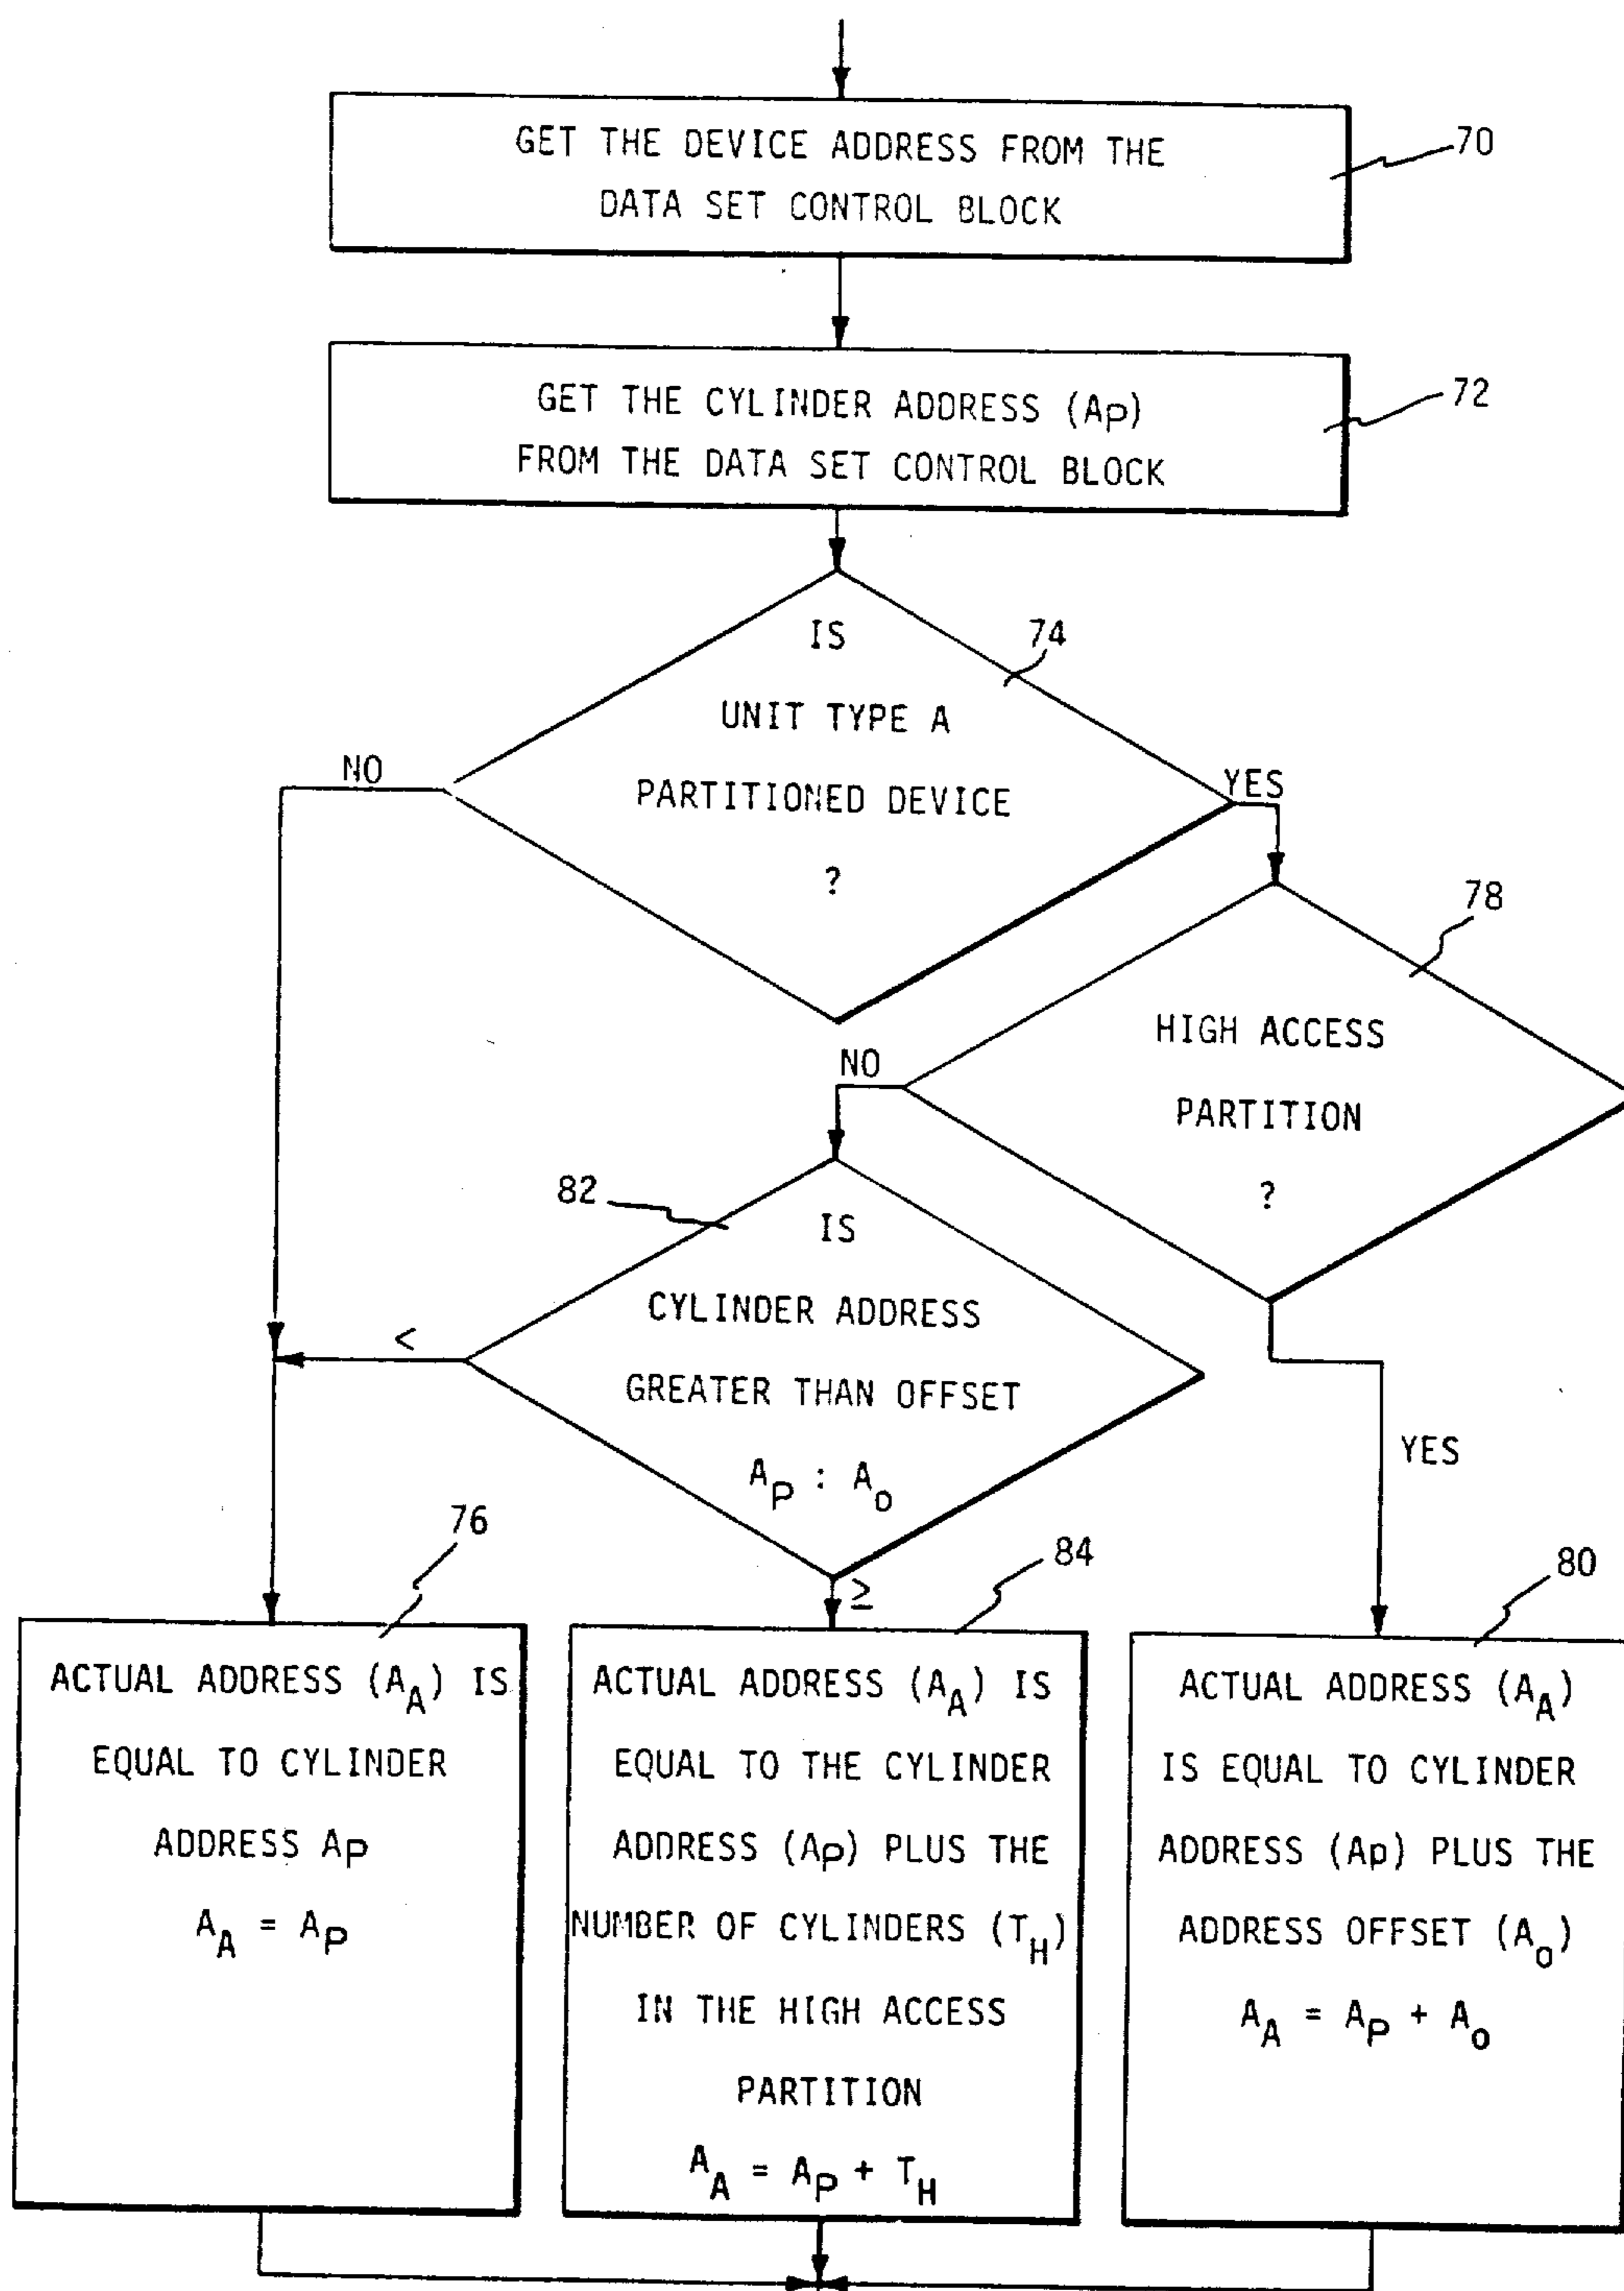 GET THE DEVICE ADDRESS FROM THE
DATA SET CONTROL BLOCK
70
GET THE CYLINDER ADDRESS (AP)
FROM THE DATA SET CONTROL BLOCK
72
IS
UNIT TYPE A
PARTITIONED DEVICE
?
74
NO
YES
78
HIGH ACCESS
PARTITION
?
NO
82
IS
CYLINDER ADDRESS
GREATER THAN OFFSET
AP : Ao
<
≥
YES
76
ACTUAL ADDRESS (AA) IS
EQUAL TO CYLINDER
ADDRESS AP
AA = AP
84
ACTUAL ADDRESS (AA) IS
EQUAL TO THE CYLINDER
ADDRESS (AP) PLUS THE
NUMBER OF CYLINDERS (TH)
IN THE HIGH ACCESS
PARTITION
AA = AP + TH
80
ACTUAL ADDRESS (AA)
IS EQUAL TO CYLINDER
ADDRESS (Ap) PLUS THE
ADDRESS OFFSET (Ao)
AA = AP + Ao